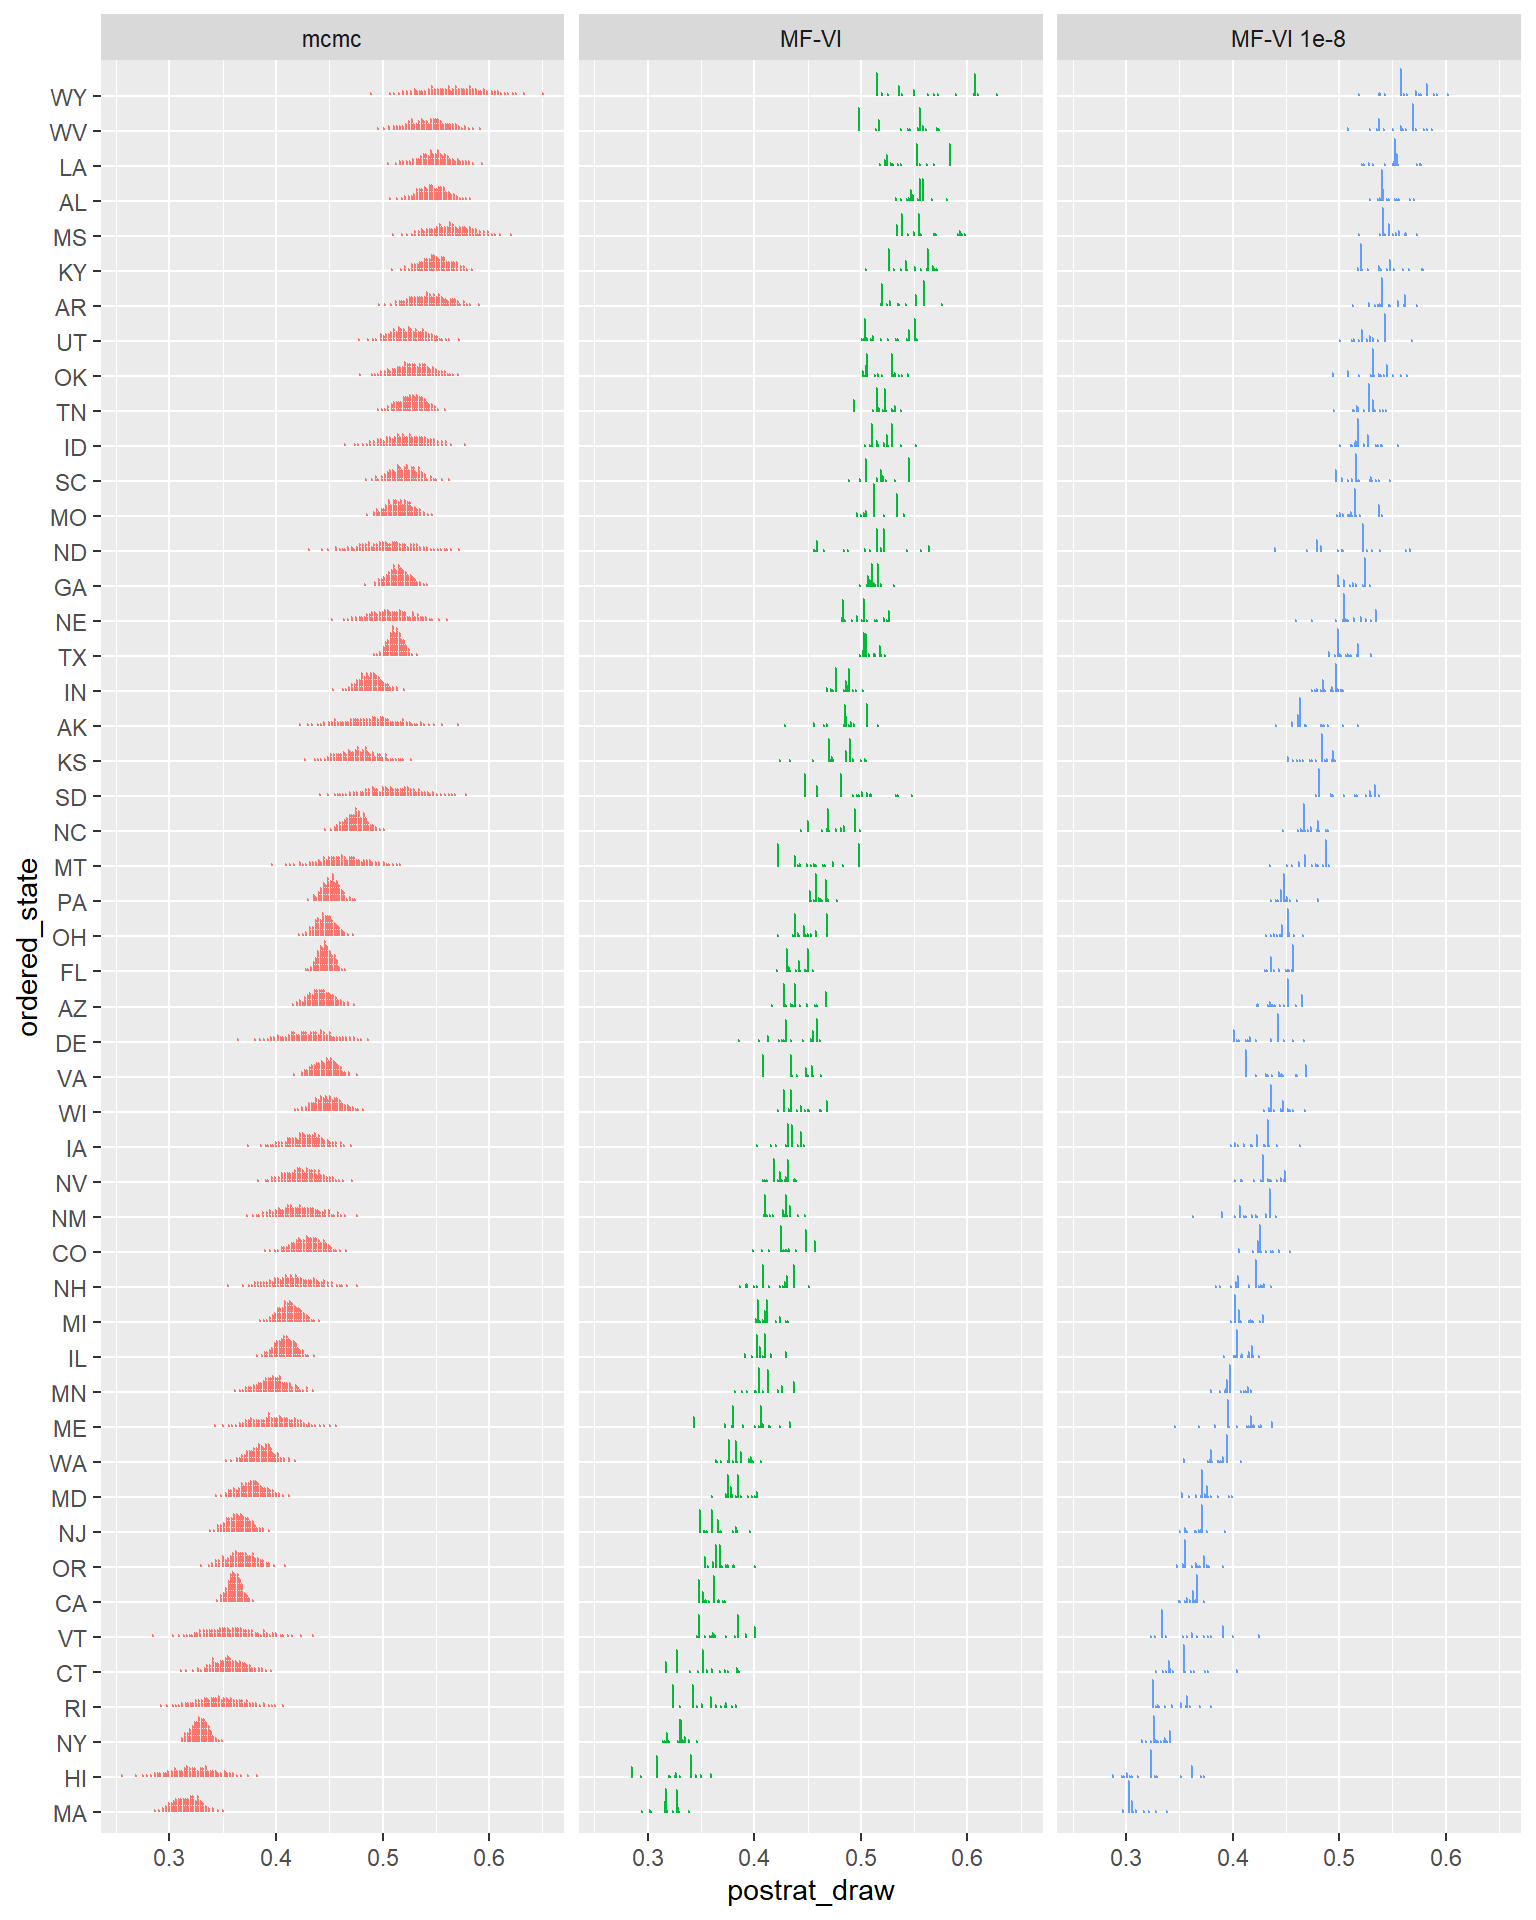 mcmc MF-VI MF-VI 1e-8
WY
WV
LA
AL
MS
KY
AR
UT
OK
TN
ID
SC
MO
ND
GA
NE
TX
IN
AK
KS
SD
NC
MT
PA
OH
FL
AZ
DE
VA
WI
IA
NV
NM
CO
NH
MI
IL
MN
ME
WA
MD
NJ
OR
CA
VT
CT
RI
NY
HI
MA
ordered_state
0.3 0.4 0.5 0.6 0.3 0.4 0.5 0.6 0.3 0.4 0.5 0.6
postrat_draw